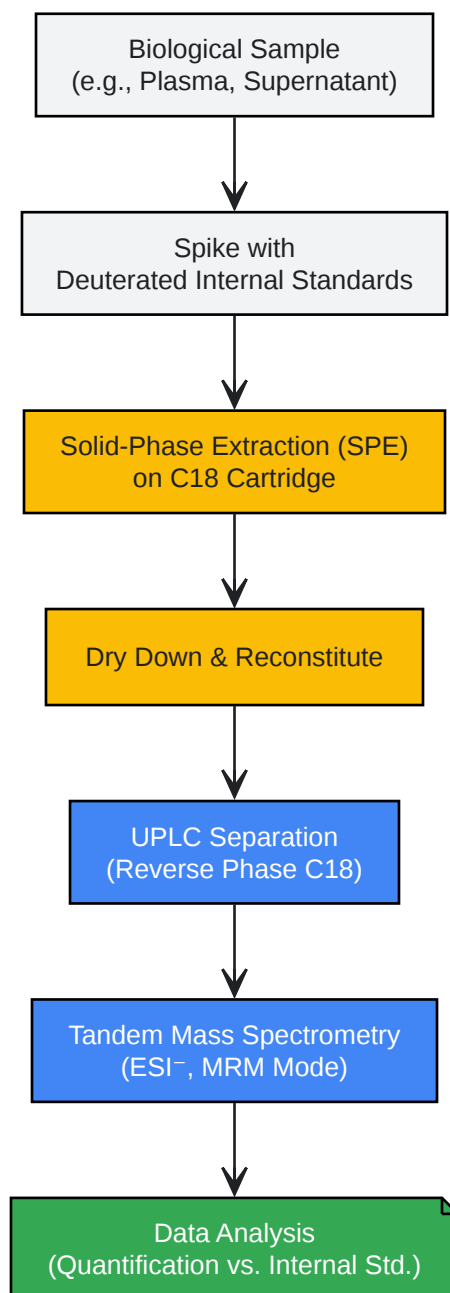 Biological Sample
(e.g., Plasma, Supernatant)
Spike with
Deuterated Internal Standards
Solid-Phase Extraction (SPE)
on C18 Cartridge
Dry Down & Reconstitute
UPLC Separation
(Reverse Phase C18)
Tandem Mass Spectrometry
(ESI⁻, MRM Mode)
Data Analysis
(Quantification vs. Internal Std.)